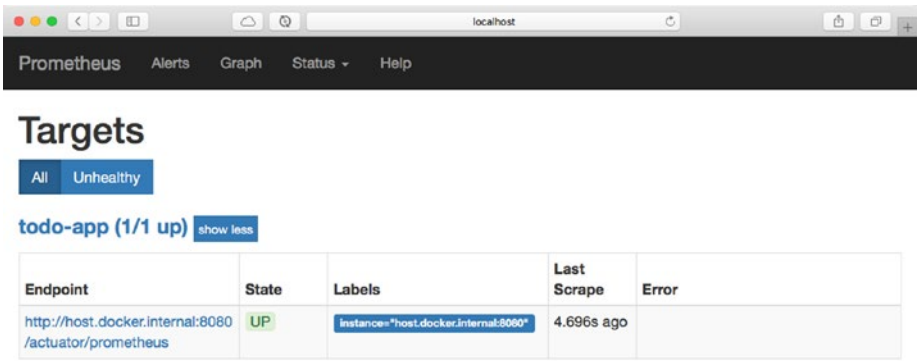 localhost
Prometheus Alerts Graph Status Help
Targets
All Unhealthy
todo-app (1/1 up) show less
Endpoint State Labels Last Scrape Error
http://host.docker.internal:8080/actuator/prometheus UP instance="host.docker.internal:8080" 4.696s ago